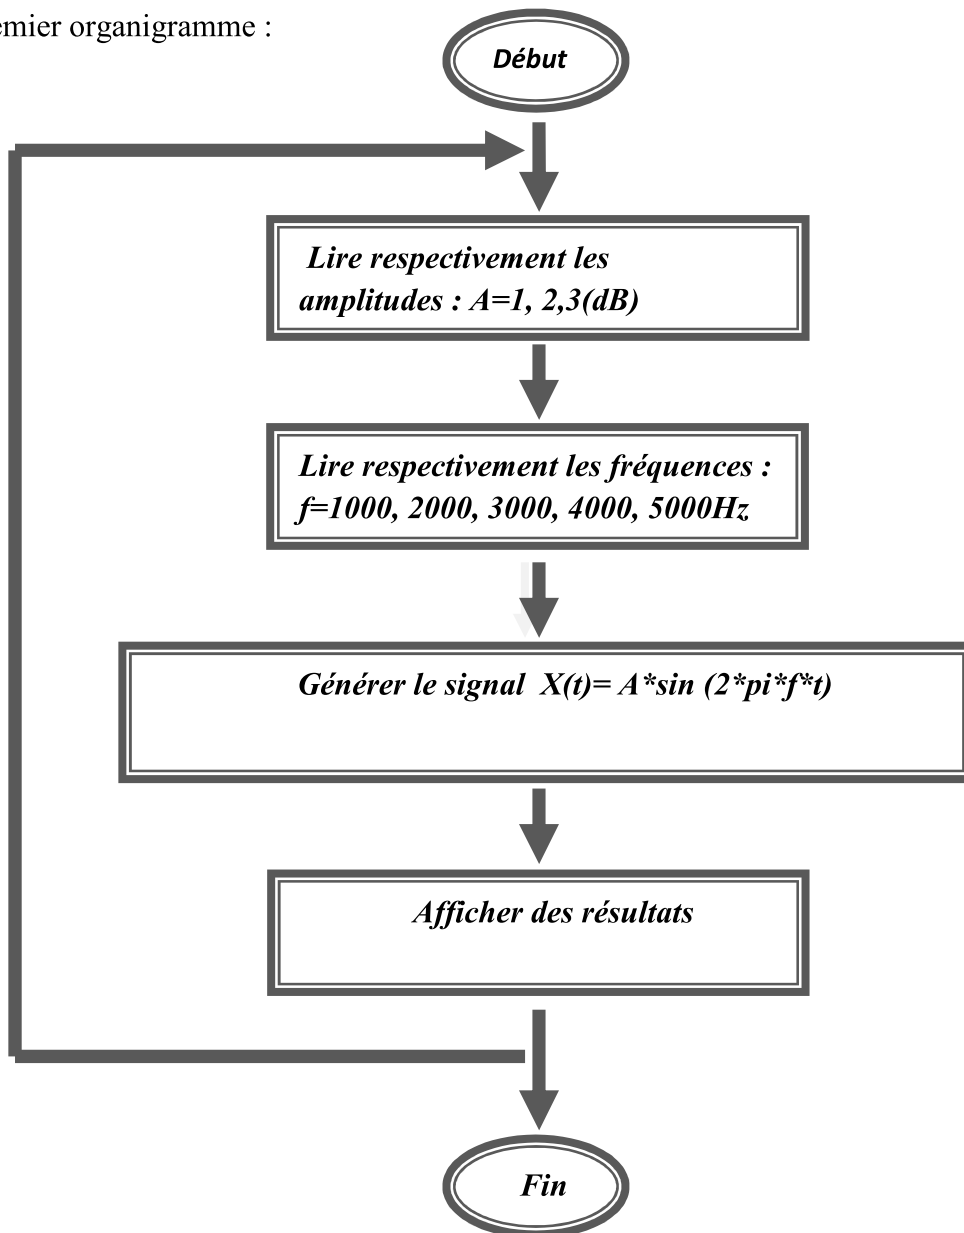 emier organigramme :
Début
Lire respectivement les
amplitudes : A=1, 2,3(dB)
Lire respectivement les fréquences :
f=1000, 2000, 3000, 4000, 5000Hz
Générer le signal X(t)= A*sin (2*pi*f*t)
Afficher des résultats
Fin